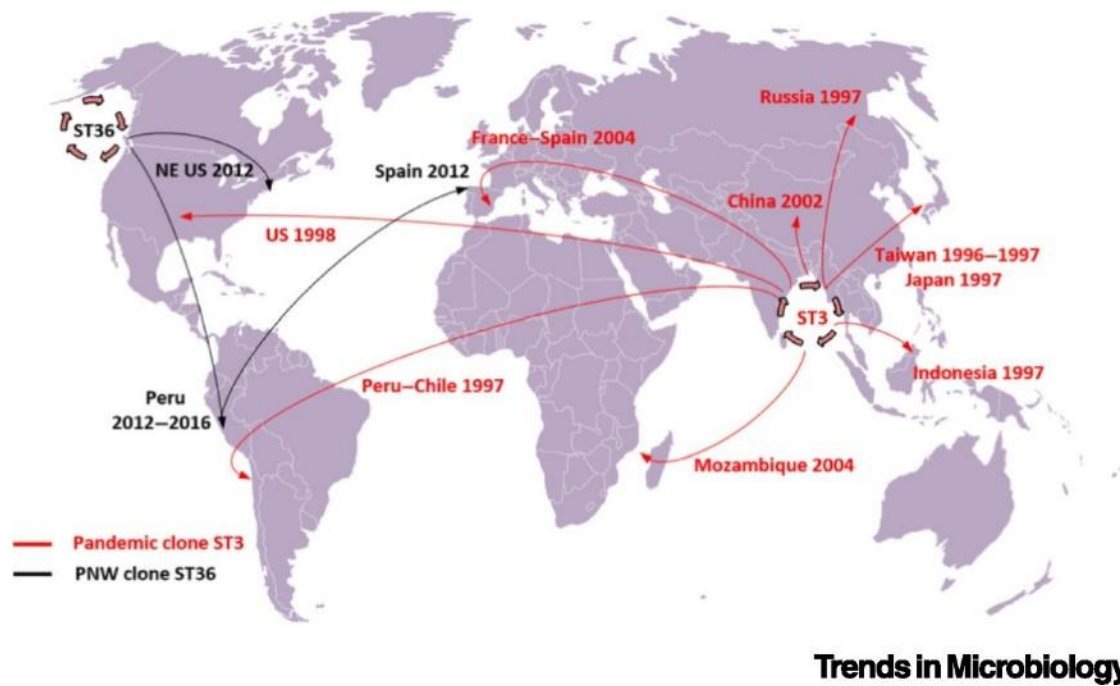 Russia 1997
ST36
France–Spain 2004
NE US 2012
Spain 2012
China 2002
US 1998
Taiwan 1996–1997
Japan 1997
ST3
Indonesia 1997
Peru–Chile 1997
Peru
2012–2016
Mozambique 2004
Pandemic clone ST3
PNW clone ST36
Trends in Microbiology